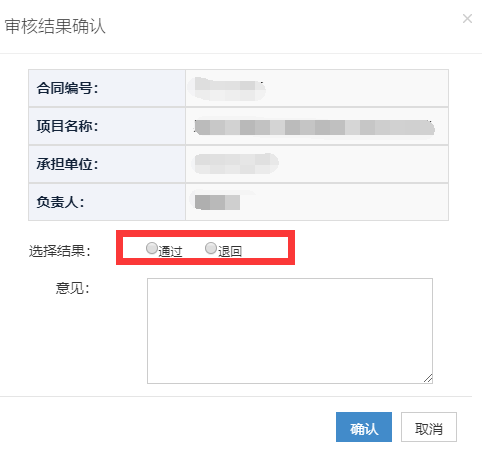 审核结果确认
合同编号：
项目名称：
承担单位：
负责人：
选择结果： 通过 退回
意见：
确认 取消